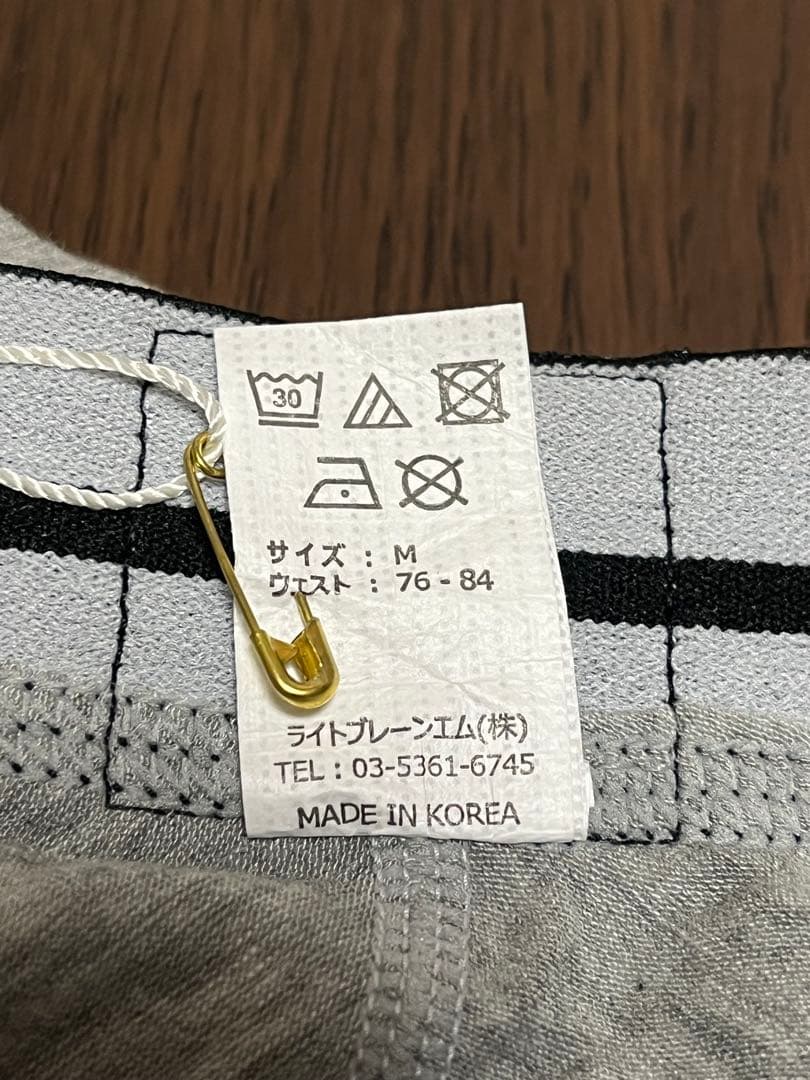 30
サイズ : M
ウェスト : 76 - 84
ライトブレーンエム(株)
TEL : 03-5361-6745
MADE IN KOREA